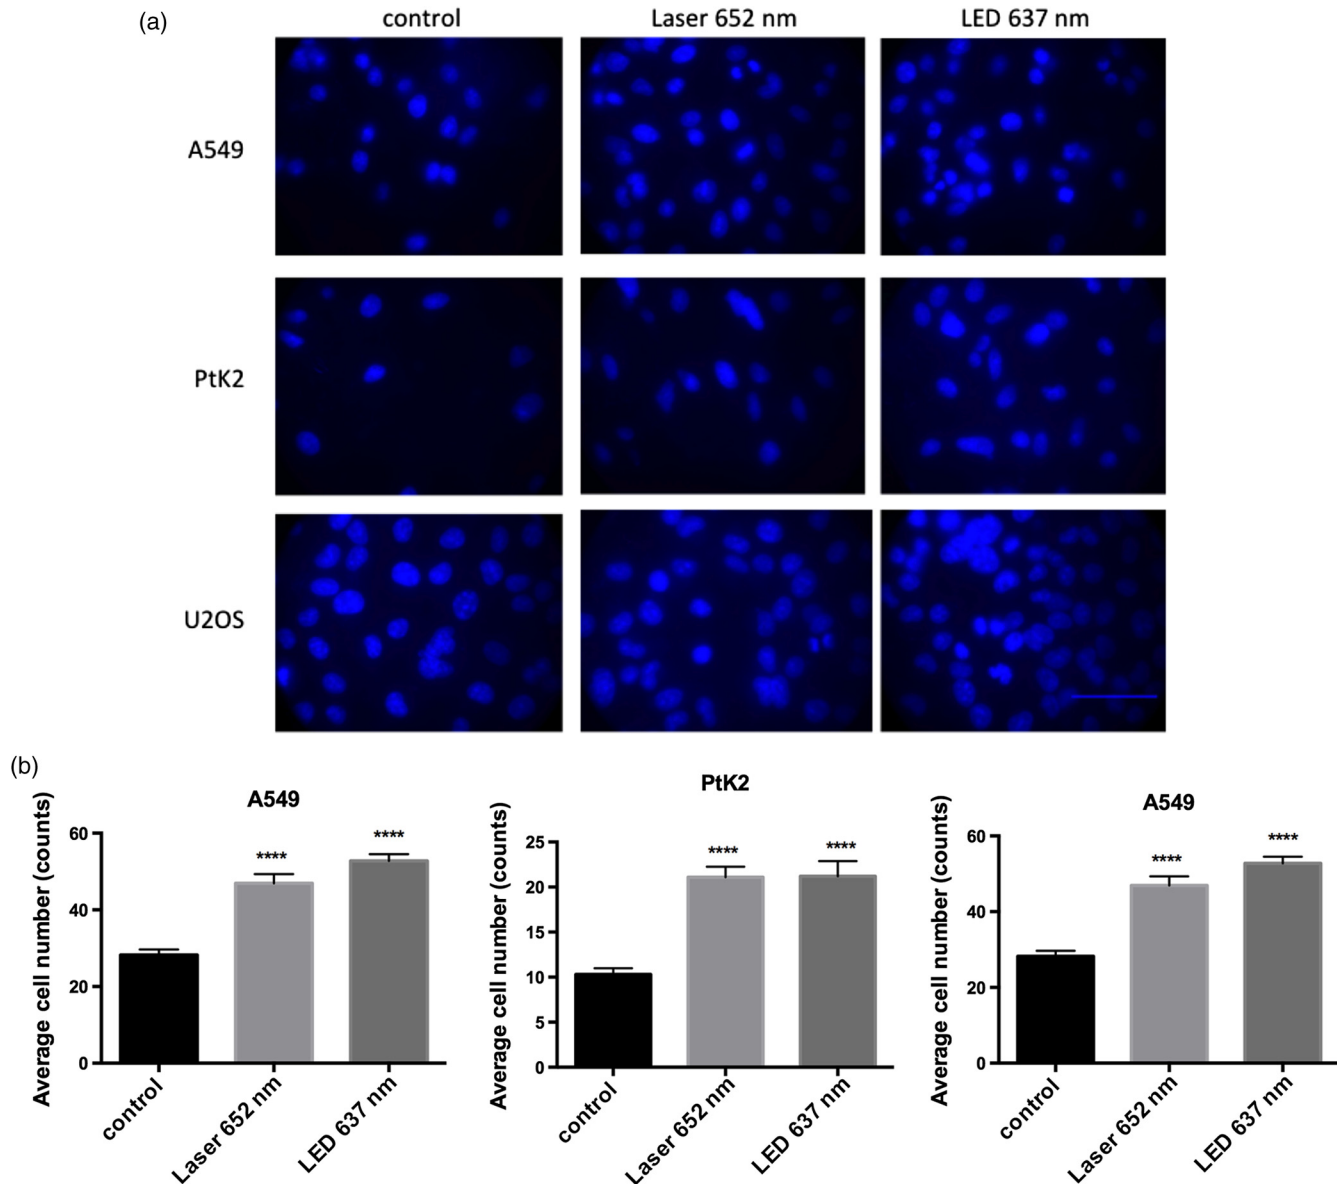 (a)
control Laser 652 nm LED 637 nm
A549
PtK2
U2OS
(b)
A549
Average cell number (counts)
60
40
20
0
****
****
control
Laser 652 nm
LED 637 nm
PtK2
Average cell number (counts)
25
20
15
10
5
0
****
****
control
Laser 652 nm
LED 637 nm
A549
Average cell number (counts)
60
40
20
0
****
****
control
Laser 652 nm
LED 637 nm